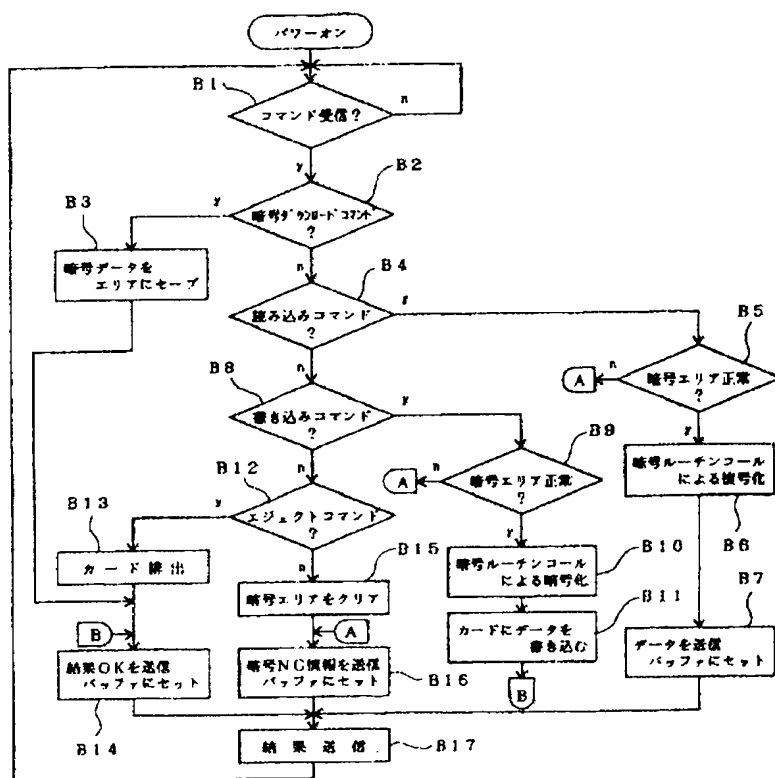 パワーオン
B1
コマンド受信?
n
y
B2
暗号ダウンロードコマンド
?
y
n
B3
暗号データを
エリアにセーブ
B4
読み込みコマンド
?
y
n
B5
暗号エリア正常
?
n
A
y
B8
書き込みコマンド
?
y
n
B9
暗号エリア正常
?
n
A
y
暗号ルーチンコール
による復号化
B6
B12
エジェクトコマンド
?
y
n
B13
カード排出
B15
暗号エリアをクリア
暗号ルーチンコール
による暗号化
B10
B7
B
A
カードにデータを
書き込む
B11
結果OKを送信
バッファにセット
B14
暗号NG情報を送信
バッファにセット
B16
B
データを送信
バッファにセット
結果送信
B17